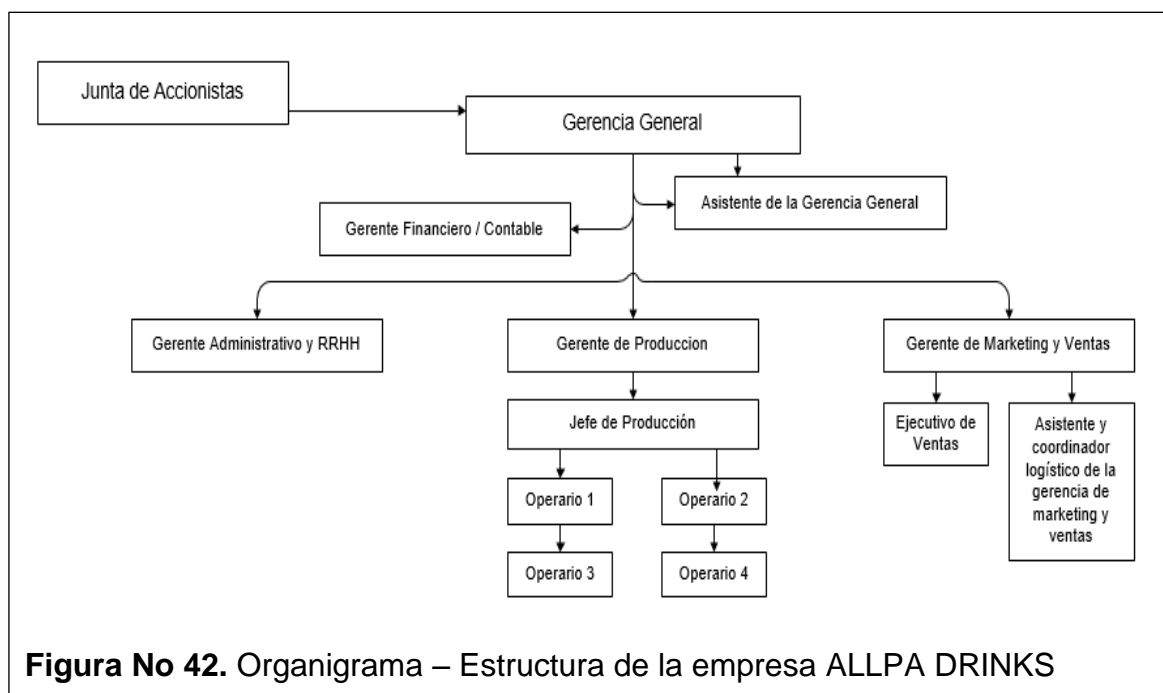 Junta de Accionistas
Gerencia General
Asistente de la Gerencia General
Gerente Financiero / Contable
Gerente Administrativo y RRHH
Gerente de Produccion
Gerente de Marketing y Ventas
Jefe de Producción
Ejecutivo de
Ventas
Asistente y
coordinador
logístico de la
gerencia de
marketing y
ventas
Operario 1
Operario 2
Operario 3
Operario 4
Figura No 42. Organigrama – Estructura de la empresa ALLPA DRINKS